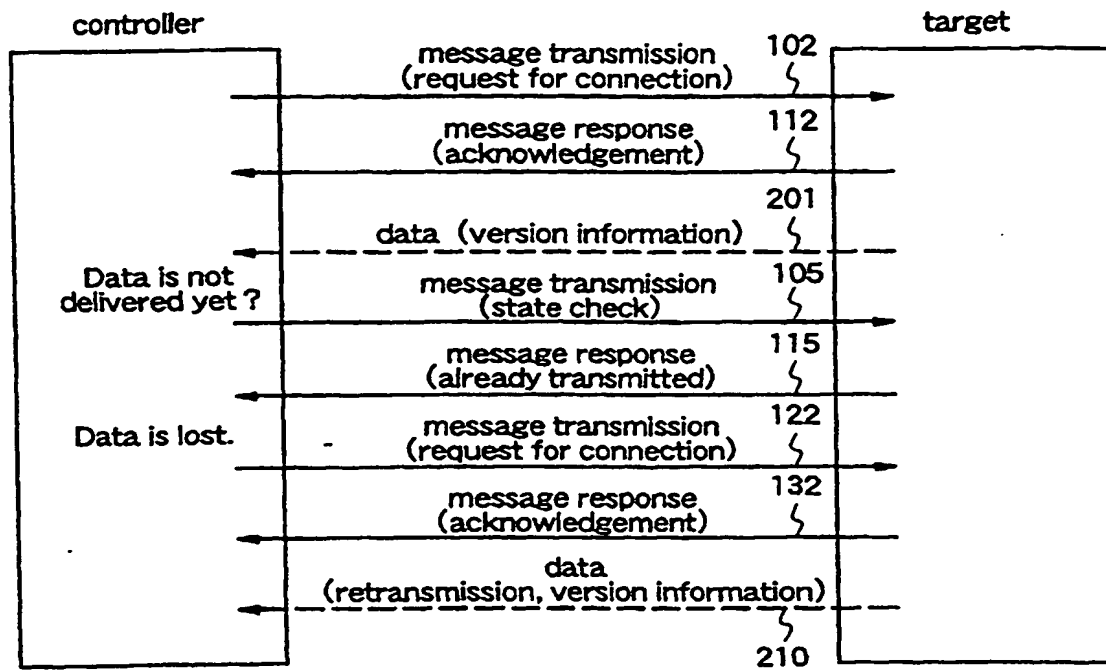 controller
target
message transmission
(request for connection)
102
message response
(acknowledgement)
112
data (version information)
201
Data is not
delivered yet ?
message transmission
(state check)
105
message response
(already transmitted)
115
Data is lost.
message transmission
(request for connection)
122
message response
(acknowledgement)
132
data
(retransmission, version information)
210